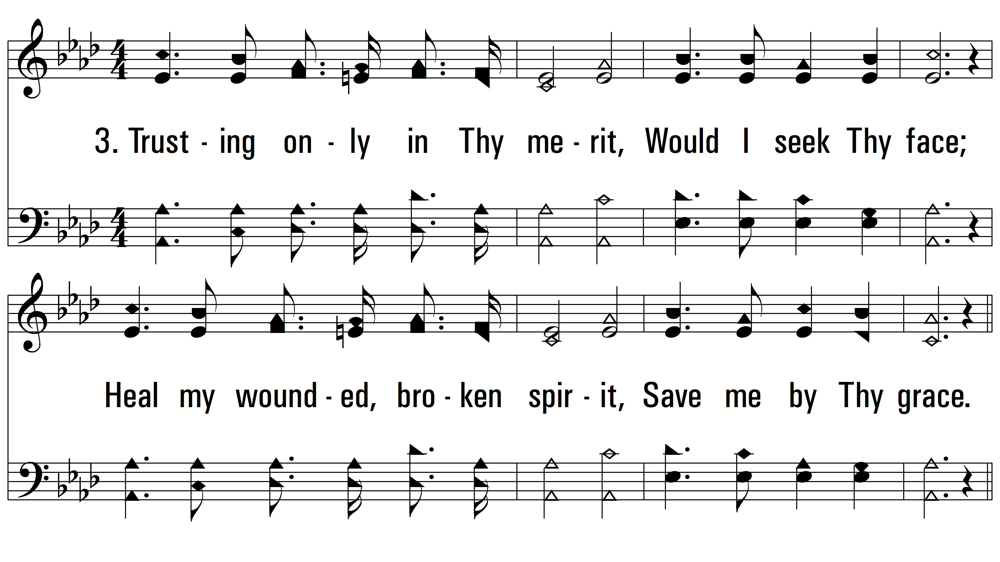 3. Trust - ing on - ly in Thy me - rit, Would I seek Thy face;
Heal my wound - ed, bro - ken spir - it, Save me by Thy grace.